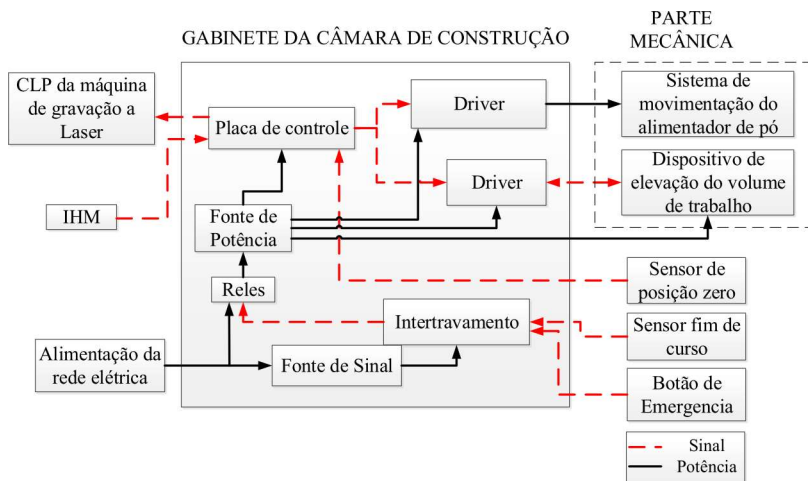 GABINETE DA CÂMARA DE CONSTRUÇÃO
PARTE
MECÂNICA
CLP da máquina
de gravação a
Laser
Placa de controle
Driver
Sistema de
movimentação do
alimentador de pó
Driver
Dispositivo de
elevação do volume
de trabalho
IHM
Fonte de
Potência
Reles
Sensor de
posição zero
Intertravamento
Sensor fim de
curso
Alimentação da
rede elétrica
Fonte de Sinal
Botão de
Emergencia
Sinal
Potência